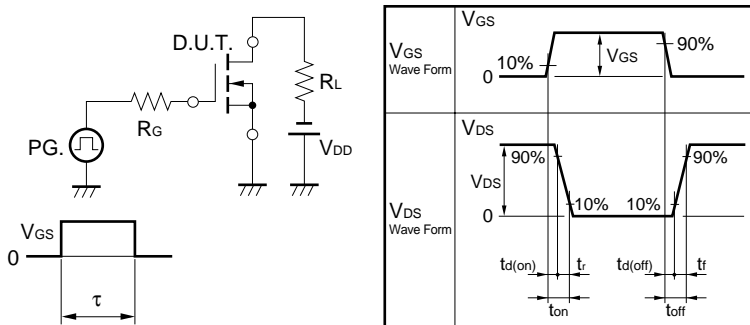 D.U.T.
RL
RG
PG.
VDD
VGS
0
τ
VGS
Wave Form
VGS
10%
90%
VGS
0
VDS
Wave Form
VDS
90%
90%
VDS
10%
10%
0
td(on)
tr
td(off)
tf
ton
toff